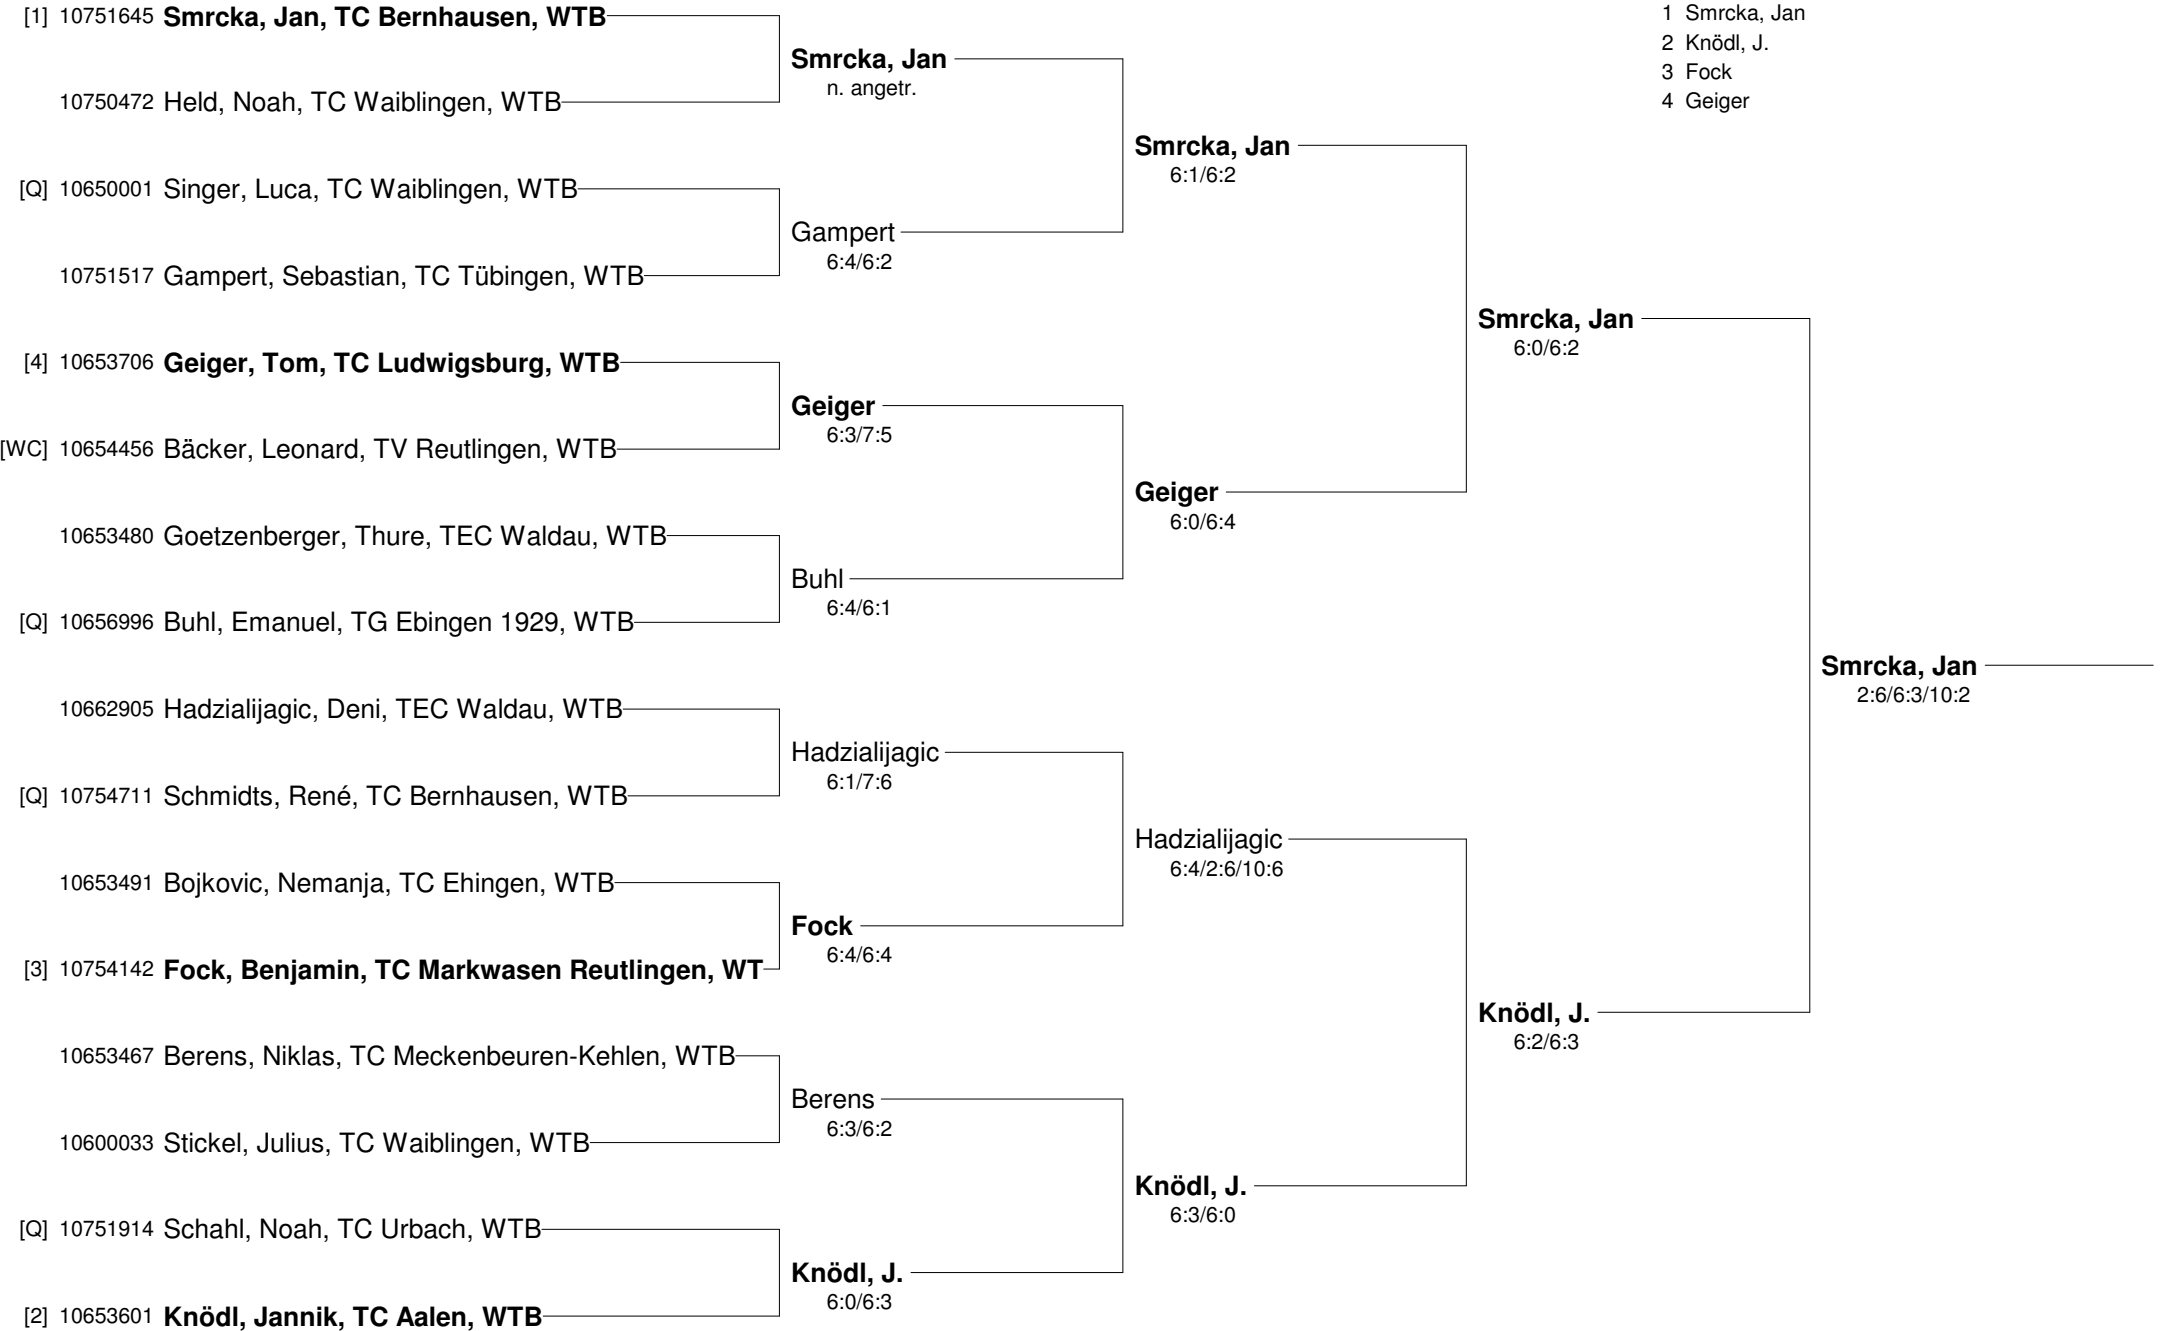 [1] 10751645 Smrcka, Jan, TC Bernhausen, WTB
10750472 Held, Noah, TC Waiblingen, WTB
[Q] 10650001 Singer, Luca, TC Waiblingen, WTB
10751517 Gampert, Sebastian, TC Tübingen, WTB
[4] 10653706 Geiger, Tom, TC Ludwigsburg, WTB
[WC] 10654456 Bäcker, Leonard, TV Reutlingen, WTB
10653480 Goetzenberger, Thure, TEC Waldau, WTB
[Q] 10656996 Buhl, Emanuel, TG Ebingen 1929, WTB
10662905 Hadzialijagic, Deni, TEC Waldau, WTB
[Q] 10754711 Schmidts, René, TC Bernhausen, WTB
10653491 Bojkovic, Nemanja, TC Ehingen, WTB
[3] 10754142 Fock, Benjamin, TC Markwasen Reutlingen, WT
10653467 Berens, Niklas, TC Meckenbeuren-Kehlen, WTB
10600033 Stickel, Julius, TC Waiblingen, WTB
[Q] 10751914 Schahl, Noah, TC Urbach, WTB
[2] 10653601 Knödl, Jannik, TC Aalen, WTB
Smrcka, Jan
n. angetr.
Gampert
6:4/6:2
Geiger
6:3/7:5
Buhl
6:4/6:1
Hadzialijagic
6:1/7:6
Fock
6:4/6:4
Berens
6:3/6:2
Knödl, J.
6:0/6:3
Smrcka, Jan
6:1/6:2
Geiger
6:0/6:4
Hadzialijagic
6:4/2:6/10:6
Knödl, J.
6:3/6:0
Smrcka, Jan
6:0/6:2
Knödl, J.
6:2/6:3
Smrcka, Jan
2:6/6:3/10:2
1 Smrcka, Jan
2 Knödl, J.
3 Fock
4 Geiger